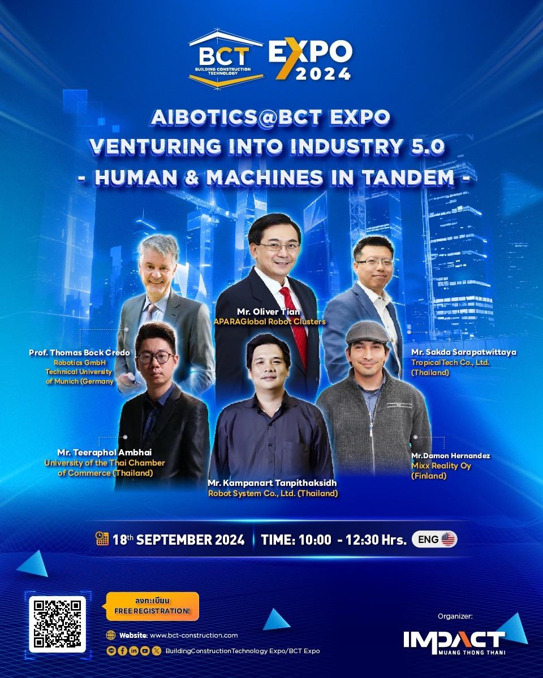 BCT
BUILDING CONSTRUCTION
TECHNOLOGY
EXPO
2024
AIBOTICS@BCT EXPO
VENTURING INTO INDUSTRY 5.0
- HUMAN & MACHINES IN TANDEM -
Mr. Oliver Tian
APARAGlobal Robot Clusters
Prof. Thomas Bock Credo
Robotics GmbH
Technical University
of Munich (Germany
Mr. Sakda Sarapatwittaya
TropicalTech Co., Ltd.
(Thailand)
Mr. Teeraphol Ambhai
University of the Thai Chamber
of Commerce (Thailand)
Mr. Kampanart Tanpithaksidh
Robot System Co., Ltd. (Thailand)
Mr.Damon Hernandez
Mixx Reality Oy
(Finland)
18th SEPTEMBER 2024 | TIME: 10:00 - 12:30 Hrs. ENG
ลงทะเบียน
FREE REGISTRATION!
Website: www.bct-construction.com
BuildingConstructionTechnology Expo/BCT Expo
Organizer:
IMPACT
MUANG THONG THANI